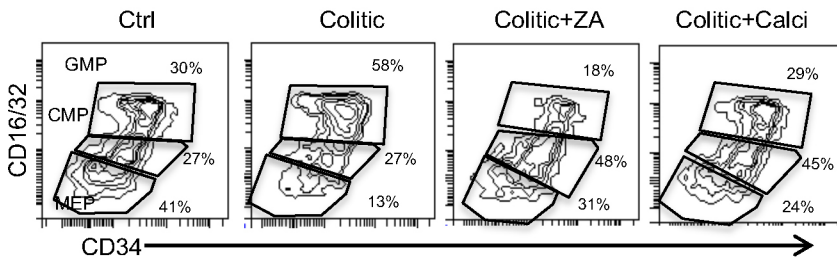 Ctrl Colitic Colitic+ZA Colitic+Calci
GMP 30% 58% 18% 29%
CMP
CD16/32
27% 27% 48% 45%
MEP 41% 13% 31% 24%
CD34